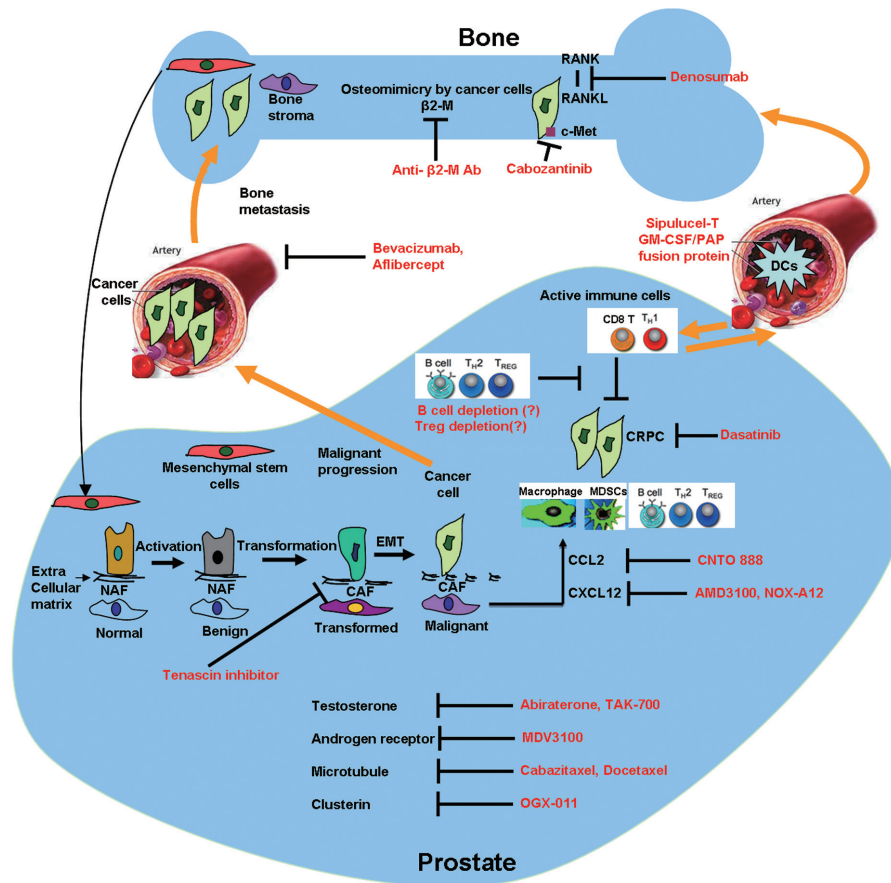 Bone
RANK
Denosumab
Bone
stroma
Osteomimicry by cancer cells
β2-M
RANKL
c-Met
Anti- β2-M Ab
Cabozantinib
Bone
metastasis
Artery
Artery
Sipulucel-T
GM-CSF/PAP
fusion protein
DCs
Bevacizumab,
Aflibercept
Cancer
cells
Active immune cells
CD8 T
TH1
B cell
TH2
TREG
B cell depletion (?)
Treg depletion(?)
CRPC
Dasatinib
Mesenchymal stem
cells
Malignant
progression
Cancer
cell
Macrophage
MDSCs
B cell
TH2
TREG
Activation
Transformation
EMT
CCL2
CNTO 888
Extra
Cellular
matrix
NAF
NAF
CAF
CAF
CXCL12
AMD3100, NOX-A12
Normal
Benign
Transformed
Malignant
Tenascin inhibitor
Testosterone
Abiraterone, TAK-700
Androgen receptor
MDV3100
Microtubule
Cabazitaxel, Docetaxel
Clusterin
OGX-011
Prostate